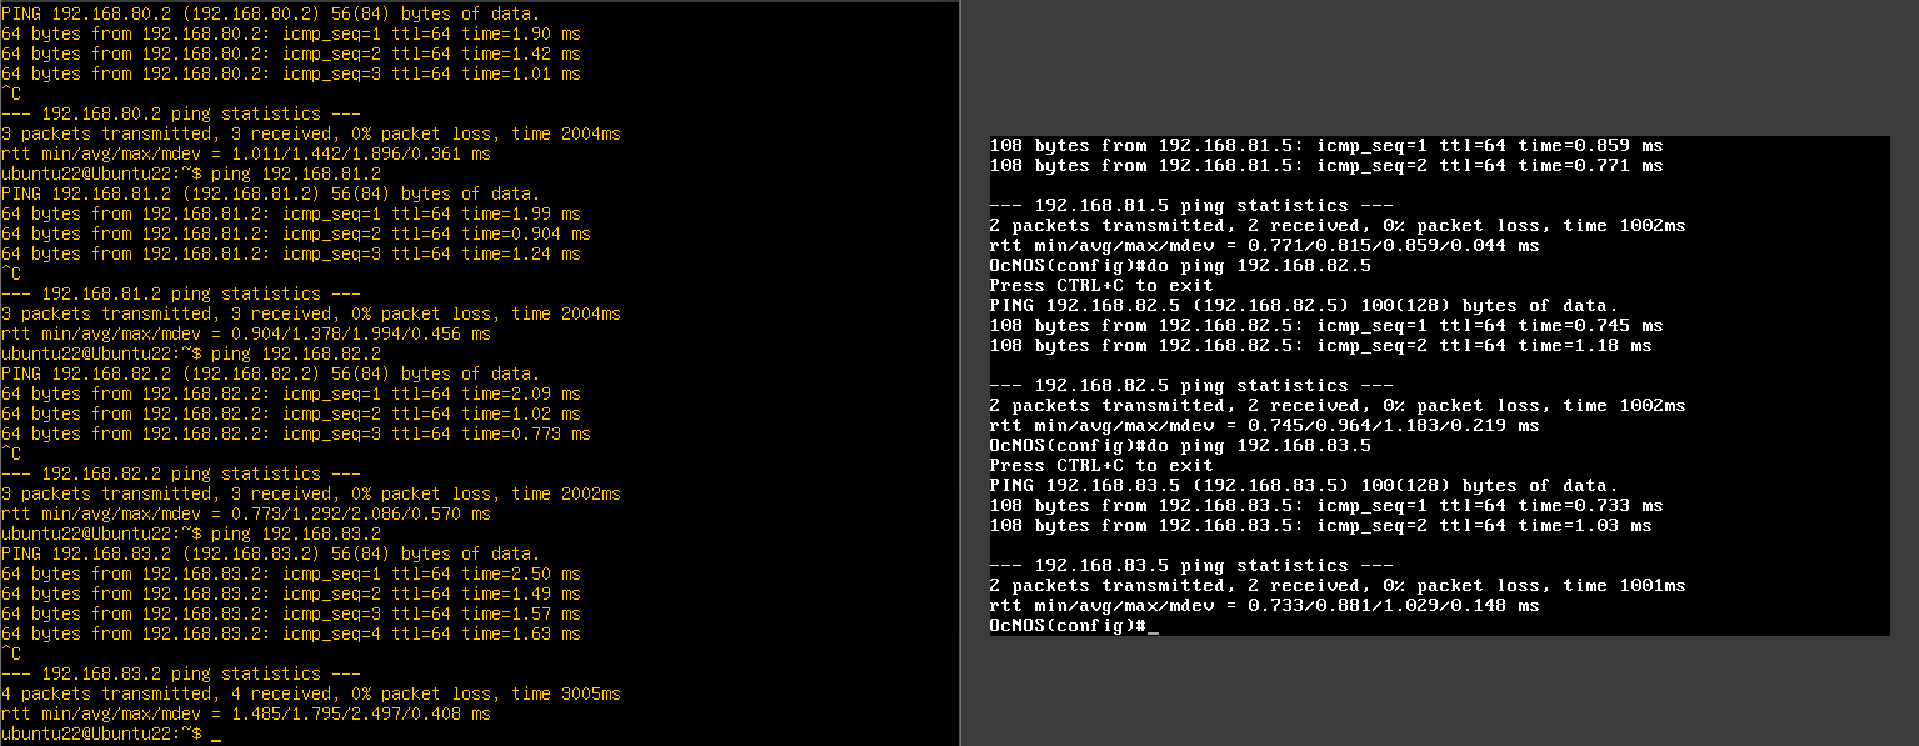 PING 192.168.80.2 (192.168.80.2) 56(84) bytes of data.
64 bytes from 192.168.80.2: icmp_seq=1 ttl=64 time=1.90 ms
64 bytes from 192.168.80.2: icmp_seq=2 ttl=64 time=1.42 ms
64 bytes from 192.168.80.2: icmp_seq=3 ttl=64 time=1.01 ms
^C
--- 192.168.80.2 ping statistics ---
3 packets transmitted, 3 received, 0% packet loss, time 2004ms
rtt min/avg/max/mdev = 1.011/1.442/1.896/0.361 ms
ubuntu22@Ubuntu22:~$ ping 192.168.81.2
PING 192.168.81.2 (192.168.81.2) 56(84) bytes of data.
64 bytes from 192.168.81.2: icmp_seq=1 ttl=64 time=1.99 ms
64 bytes from 192.168.81.2: icmp_seq=2 ttl=64 time=0.904 ms
64 bytes from 192.168.81.2: icmp_seq=3 ttl=64 time=1.24 ms
^C
--- 192.168.81.2 ping statistics ---
3 packets transmitted, 3 received, 0% packet loss, time 2004ms
rtt min/avg/max/mdev = 0.904/1.378/1.994/0.456 ms
ubuntu22@Ubuntu22:~$ ping 192.168.82.2
PING 192.168.82.2 (192.168.82.2) 56(84) bytes of data.
64 bytes from 192.168.82.2: icmp_seq=1 ttl=64 time=2.09 ms
64 bytes from 192.168.82.2: icmp_seq=2 ttl=64 time=1.02 ms
64 bytes from 192.168.82.2: icmp_seq=3 ttl=64 time=0.773 ms
^C
--- 192.168.82.2 ping statistics ---
3 packets transmitted, 3 received, 0% packet loss, time 2002ms
rtt min/avg/max/mdev = 0.773/1.292/2.086/0.570 ms
ubuntu22@Ubuntu22:~$ ping 192.168.83.2
PING 192.168.83.2 (192.168.83.2) 56(84) bytes of data.
64 bytes from 192.168.83.2: icmp_seq=1 ttl=64 time=2.50 ms
64 bytes from 192.168.83.2: icmp_seq=2 ttl=64 time=1.49 ms
64 bytes from 192.168.83.2: icmp_seq=3 ttl=64 time=1.57 ms
64 bytes from 192.168.83.2: icmp_seq=4 ttl=64 time=1.63 ms
^C
--- 192.168.83.2 ping statistics ---
4 packets transmitted, 4 received, 0% packet loss, time 3005ms
rtt min/avg/max/mdev = 1.485/1.795/2.497/0.408 ms
ubuntu22@Ubuntu22:~$ _
108 bytes from 192.168.81.5: icmp_seq=1 ttl=64 time=0.859 ms
108 bytes from 192.168.81.5: icmp_seq=2 ttl=64 time=0.771 ms
--- 192.168.81.5 ping statistics ---
2 packets transmitted, 2 received, 0% packet loss, time 1002ms
rtt min/avg/max/mdev = 0.771/0.815/0.859/0.044 ms
OcNOS(config)#do ping 192.168.82.5
Press CTRL+C to exit
PING 192.168.82.5 (192.168.82.5) 100(128) bytes of data.
108 bytes from 192.168.82.5: icmp_seq=1 ttl=64 time=0.745 ms
108 bytes from 192.168.82.5: icmp_seq=2 ttl=64 time=1.18 ms
--- 192.168.82.5 ping statistics ---
2 packets transmitted, 2 received, 0% packet loss, time 1002ms
rtt min/avg/max/mdev = 0.745/0.964/1.183/0.219 ms
OcNOS(config)#do ping 192.168.83.5
Press CTRL+C to exit
PING 192.168.83.5 (192.168.83.5) 100(128) bytes of data.
108 bytes from 192.168.83.5: icmp_seq=1 ttl=64 time=0.733 ms
108 bytes from 192.168.83.5: icmp_seq=2 ttl=64 time=1.03 ms
--- 192.168.83.5 ping statistics ---
2 packets transmitted, 2 received, 0% packet loss, time 1001ms
rtt min/avg/max/mdev = 0.733/0.881/1.029/0.148 ms
OcNOS(config)#_